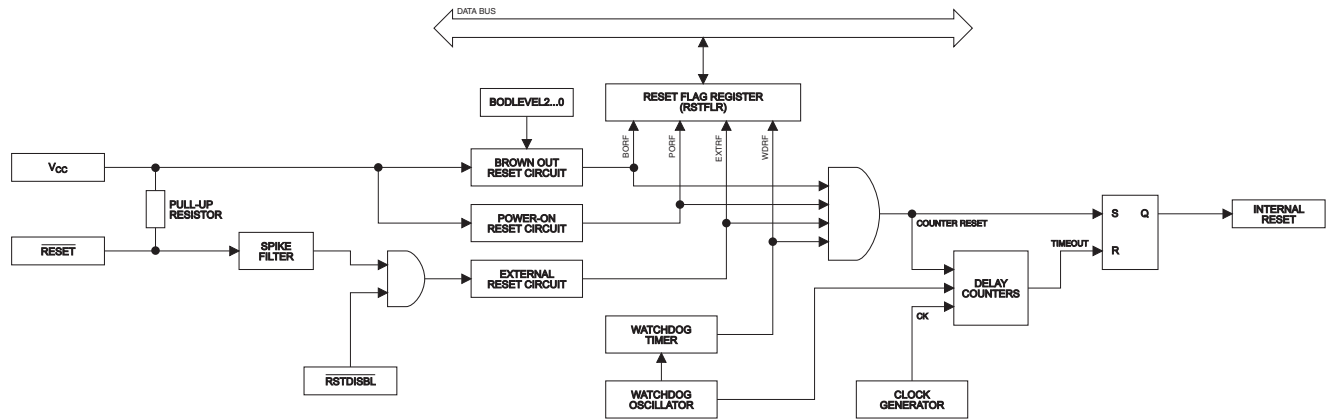 DATA BUS
RESET FLAG REGISTER
(RSTFLR)
BODLEVEL2...0
BORF
PORF
EXTRF
WDRF
VCC
BROWN OUT
RESET CIRCUIT
PULL-UP
RESISTOR
POWER-ON
RESET CIRCUIT
S
Q
INTERNAL
RESET
COUNTER RESET
RESET
SPIKE
FILTER
TIMEOUT
R
EXTERNAL
RESET CIRCUIT
DELAY
COUNTERS
CK
WATCHDOG
TIMER
RSTDISBL
WATCHDOG
OSCILLATOR
CLOCK
GENERATOR